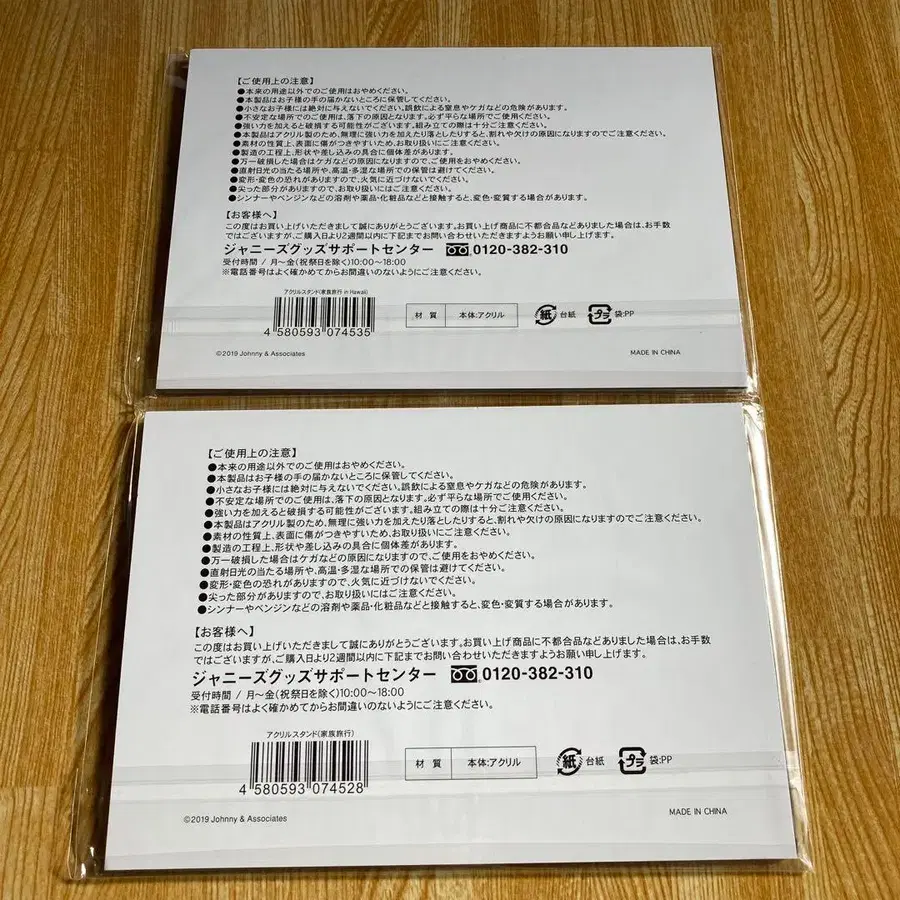 【ご使用上の注意】
●本来の用途以外でのご使用はおやめください。
●本製品はお子様の手の届かないところに保管してください。
●小さなお子様には絶対に与えないでください。誤飲による窒息やケガなどの危険があります。
●不安定な場所でのご使用は、落下の原因となります。必ず平らな場所でご使用ください。
●強い力を加えると破損する可能性がございます。組み立ての際は十分ご注意ください。
●本製品はアクリル製のため、無理に強い力を加えたり落としたりすると、割れや欠けの原因になりますのでご注意ください。
●素材の性質上、表面に傷がつきやすいため、お取り扱いにご注意ください。
●製造の工程上、形状や差し込みの具合に個体差があります。
●万一破損した場合はケガなどの原因になりますので、ご使用をおやめください。
●直射日光の当たる場所や、高温・多湿な場所での保管は避けてください。
●変形・変色の恐れがありますので、火気に近づけないでください。
●尖った部分がありますので、お取り扱いにはご注意ください。
●シンナーやベンジンなどの溶剤や薬品・化粧品などと接触すると、変色・変質する場合があります。
【お客様へ】
この度はお買い上げいただきまして誠にありがとうございます。お買い上げ商品に不都合品などありました場合は、お手数
ではございますが、ご購入日より2週間以内に下記までお問い合わせいただきますようお願い申し上げます。
ジャニーズグッズサポートセンター 0120-382-310
受付時間 / 月〜金(祝祭日を除く)10:00〜18:00
※電話番号はよく確かめてからお間違いのないようにご注意ください。
アクリルスタンド(家族旅行 in Hawaii)
4 580593 074535
材 質 本体:アクリル 紙 台紙 プラ 袋:PP
©2019 Johnny & Associates MADE IN CHINA
【ご使用上の注意】
●本来の用途以外でのご使用はおやめください。
●本製品はお子様の手の届かないところに保管してください。
●小さなお子様には絶対に与えないでください。誤飲による窒息やケガなどの危険があります。
●不安定な場所でのご使用は、落下の原因となります。必ず平らな場所でご使用ください。
●強い力を加えると破損する可能性がございます。組み立ての際は十分ご注意ください。
●本製品はアクリル製のため、無理に強い力を加えたり落としたりすると、割れや欠けの原因になりますのでご注意ください。
●素材の性質上、表面に傷がつきやすいため、お取り扱いにご注意ください。
●製造の工程上、形状や差し込みの具合に個体差があります。
●万一破損した場合はケガなどの原因になりますので、ご使用をおやめください。
●直射日光の当たる場所や、高温・多湿な場所での保管は避けてください。
●変形・変色の恐れがありますので、火気に近づけないでください。
●尖った部分がありますので、お取り扱いにはご注意ください。
●シンナーやベンジンなどの溶剤や薬品・化粧品などと接触すると、変色・変質する場合があります。
【お客様へ】
この度はお買い上げいただきまして誠にありがとうございます。お買い上げ商品に不都合品などありました場合は、お手数
ではございますが、ご購入日より2週間以内に下記までお問い合わせいただきますようお願い申し上げます。
ジャニーズグッズサポートセンター 0120-382-310
受付時間 / 月〜金(祝祭日を除く)10:00〜18:00
※電話番号はよく確かめてからお間違いのないようにご注意ください。
アクリルスタンド(家族旅行)
4 580593 074528
材 質 本体:アクリル 紙 台紙 プラ 袋:PP
©2019 Johnny & Associates MADE IN CHINA